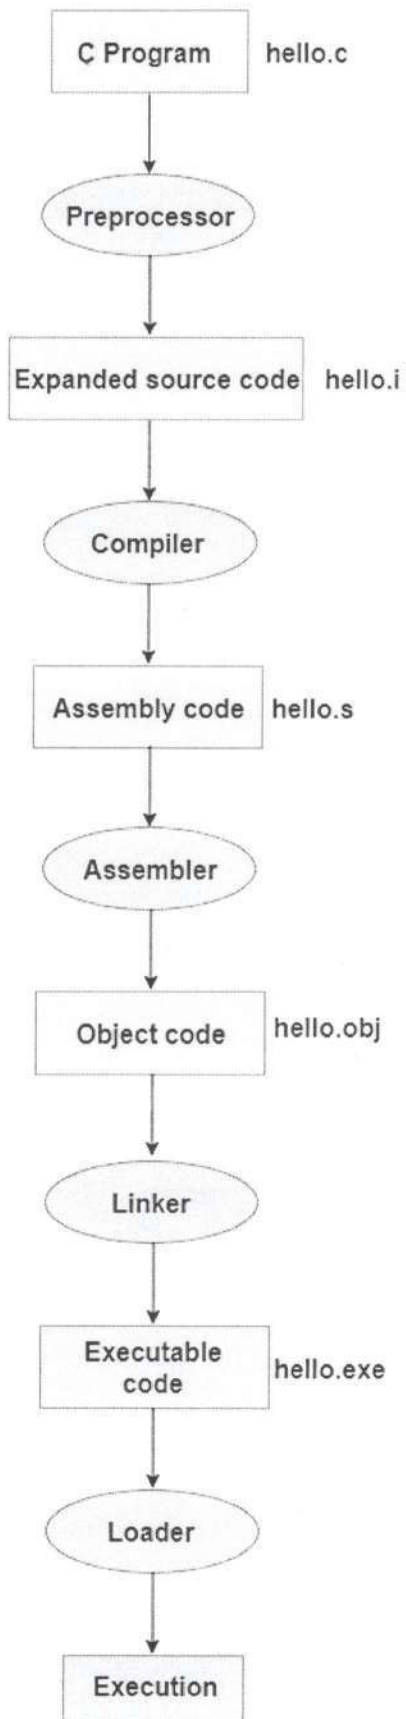 C Program hello.c
Preprocessor
Expanded source code hello.i
Compiler
Assembly code hello.s
Assembler
Object code hello.obj
Linker
Executable
code hello.exe
Loader
Execution